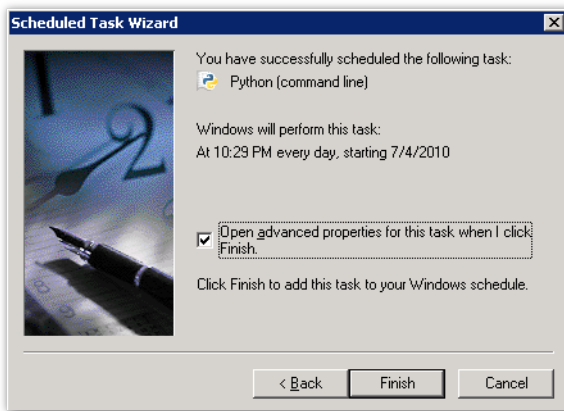 Scheduled Task Wizard
You have successfully scheduled the following task:
Python (command line)
Windows will perform this task:
At 10:29 PM every day, starting 7/4/2010
Open advanced properties for this task when I click
Finish.
Click Finish to add this task to your Windows schedule.
< Back
Finish
Cancel